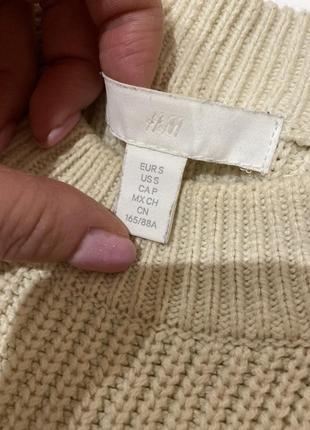 H&M
EUR S
US S
CA P
MX CH
CN
165/88A